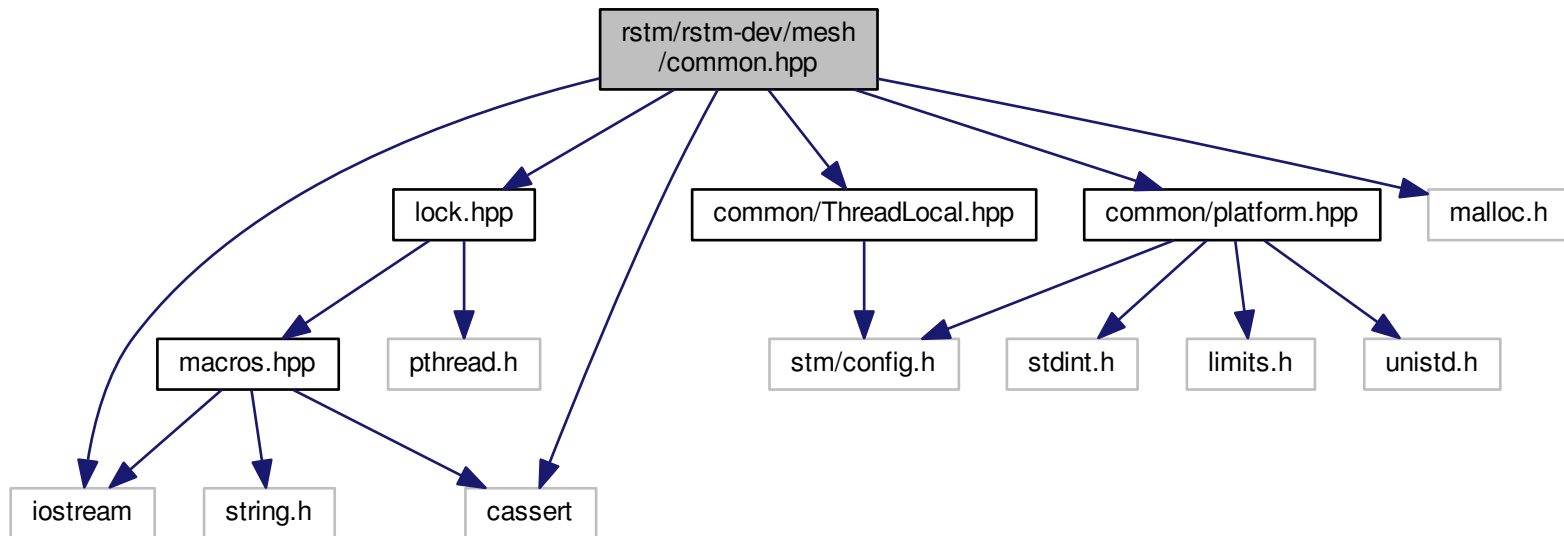 rstm/rstm-dev/mesh
/common.hpp
lock.hpp
common/ThreadLocal.hpp
common/platform.hpp
malloc.h
macros.hpp
pthread.h
stm/config.h
stdint.h
limits.h
unistd.h
iostream
string.h
cassert